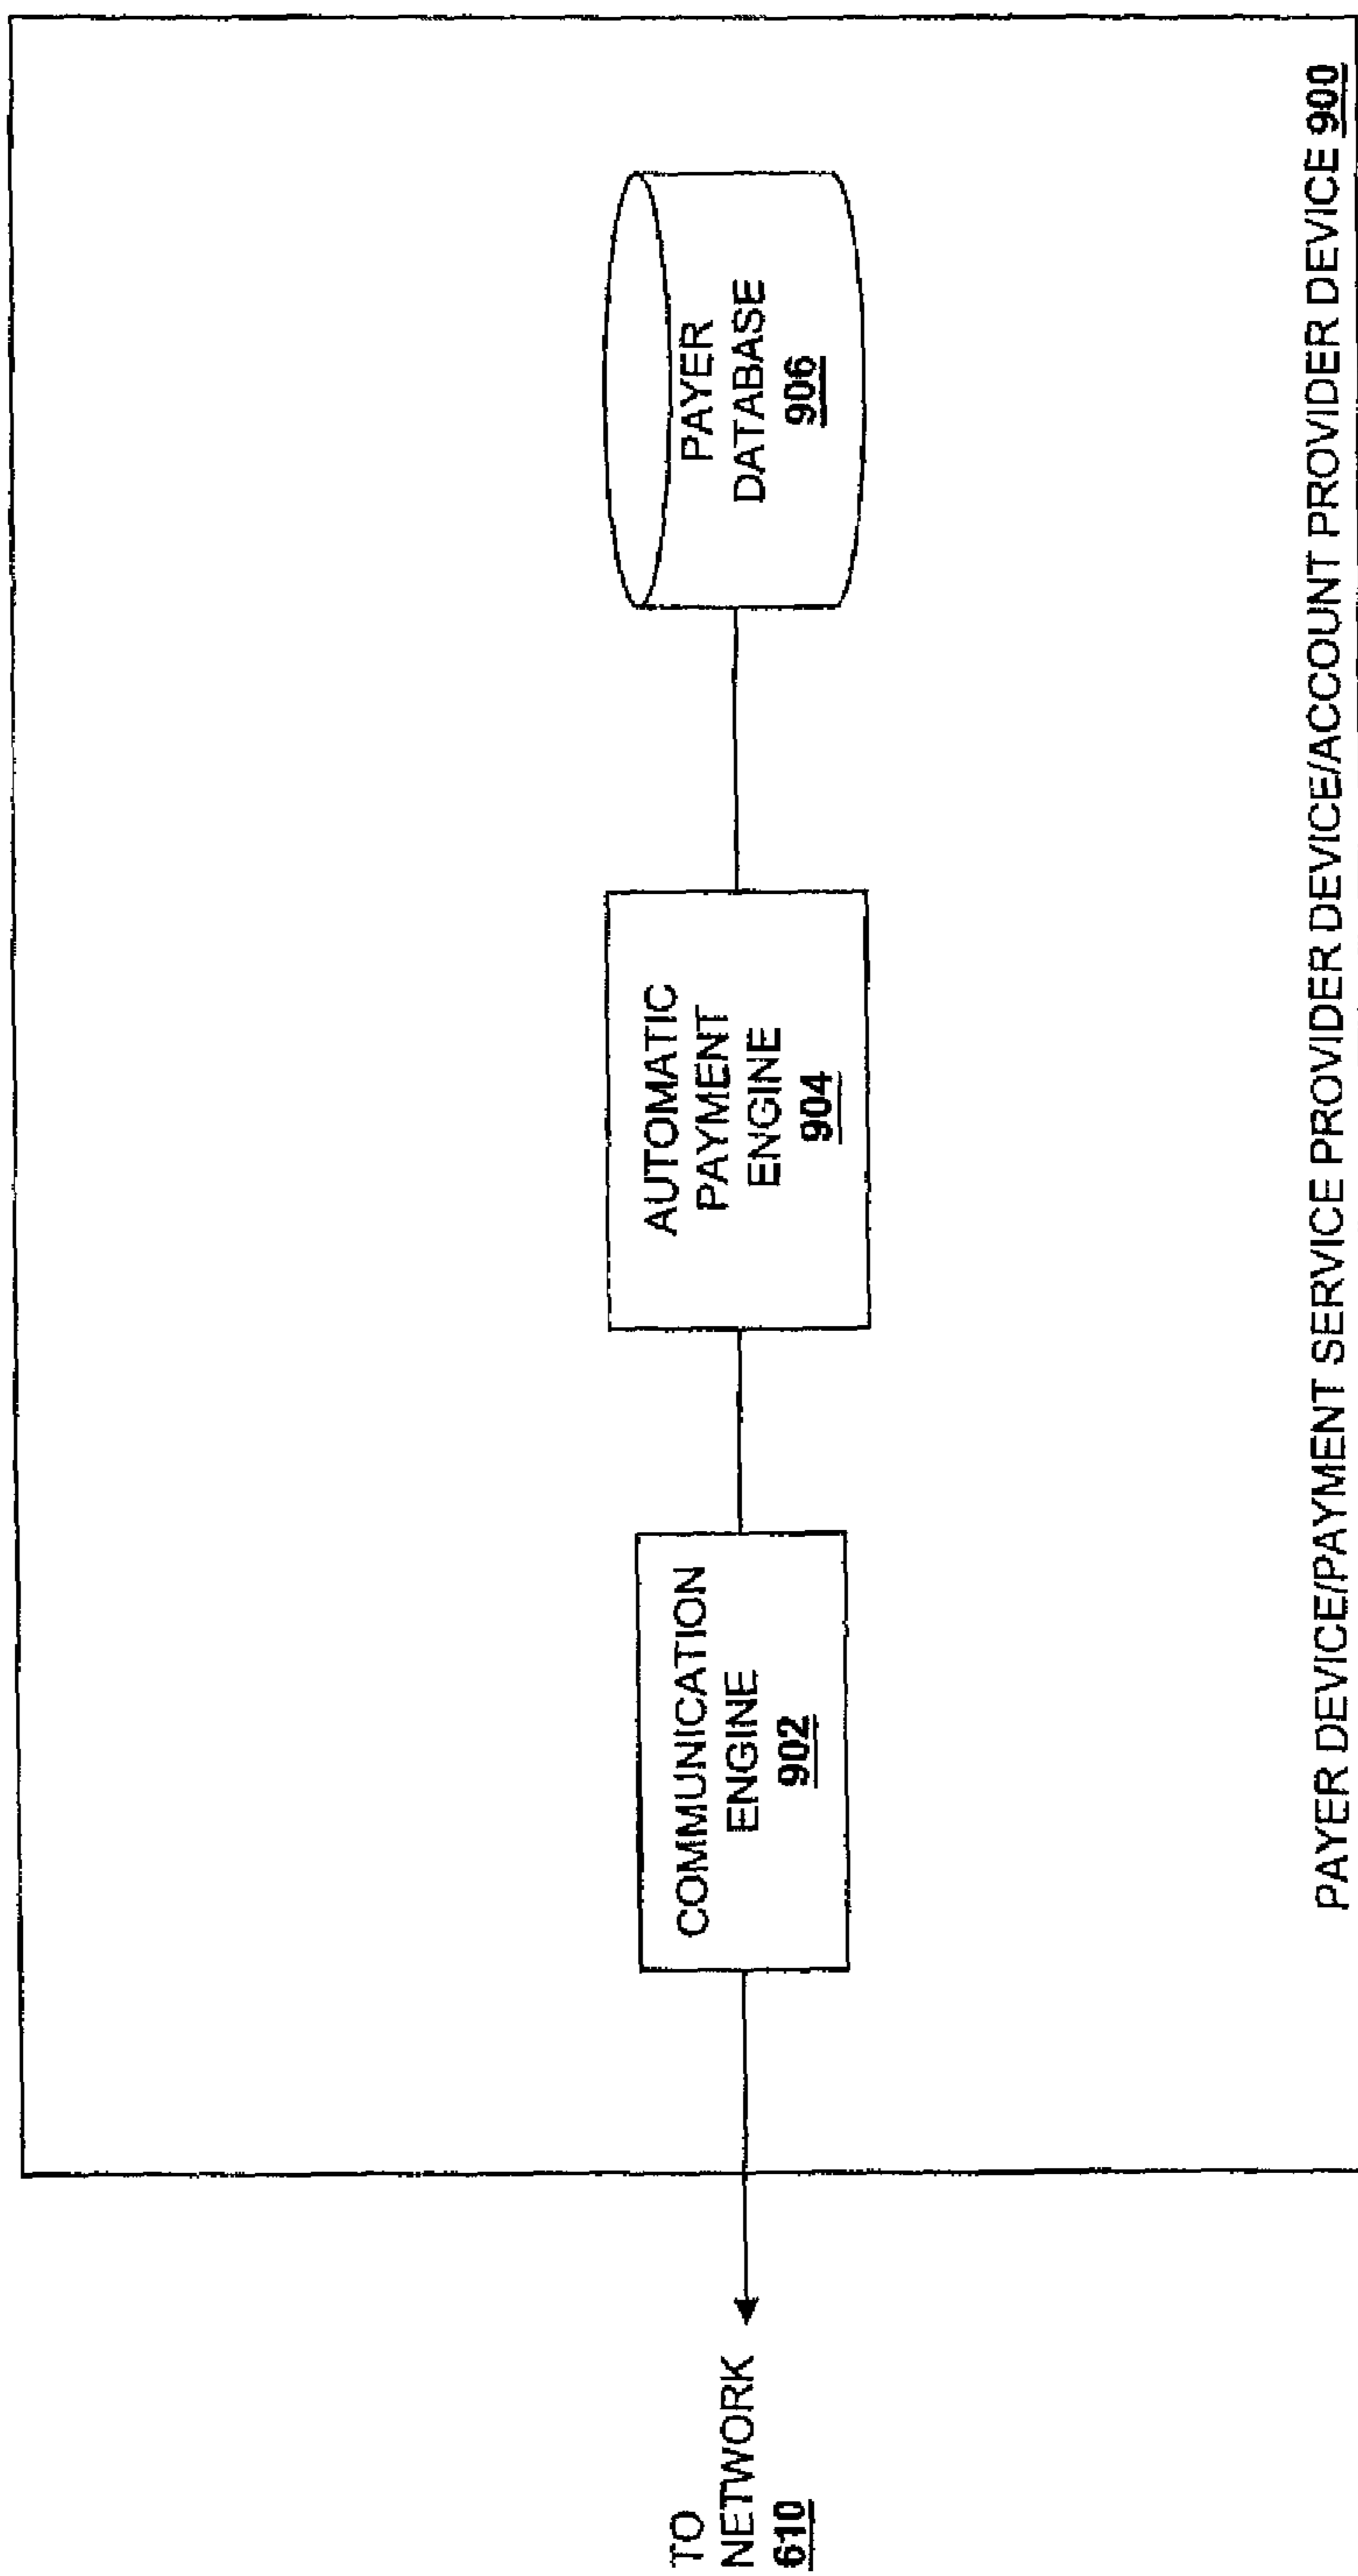 TO
NETWORK
610
COMMUNICATION
ENGINE
902
AUTOMATIC
PAYMENT
ENGINE
904
PAYER
DATABASE
906
PAYER DEVICE/PAYMENT SERVICE PROVIDER DEVICE/ACCOUNT PROVIDER DEVICE 900